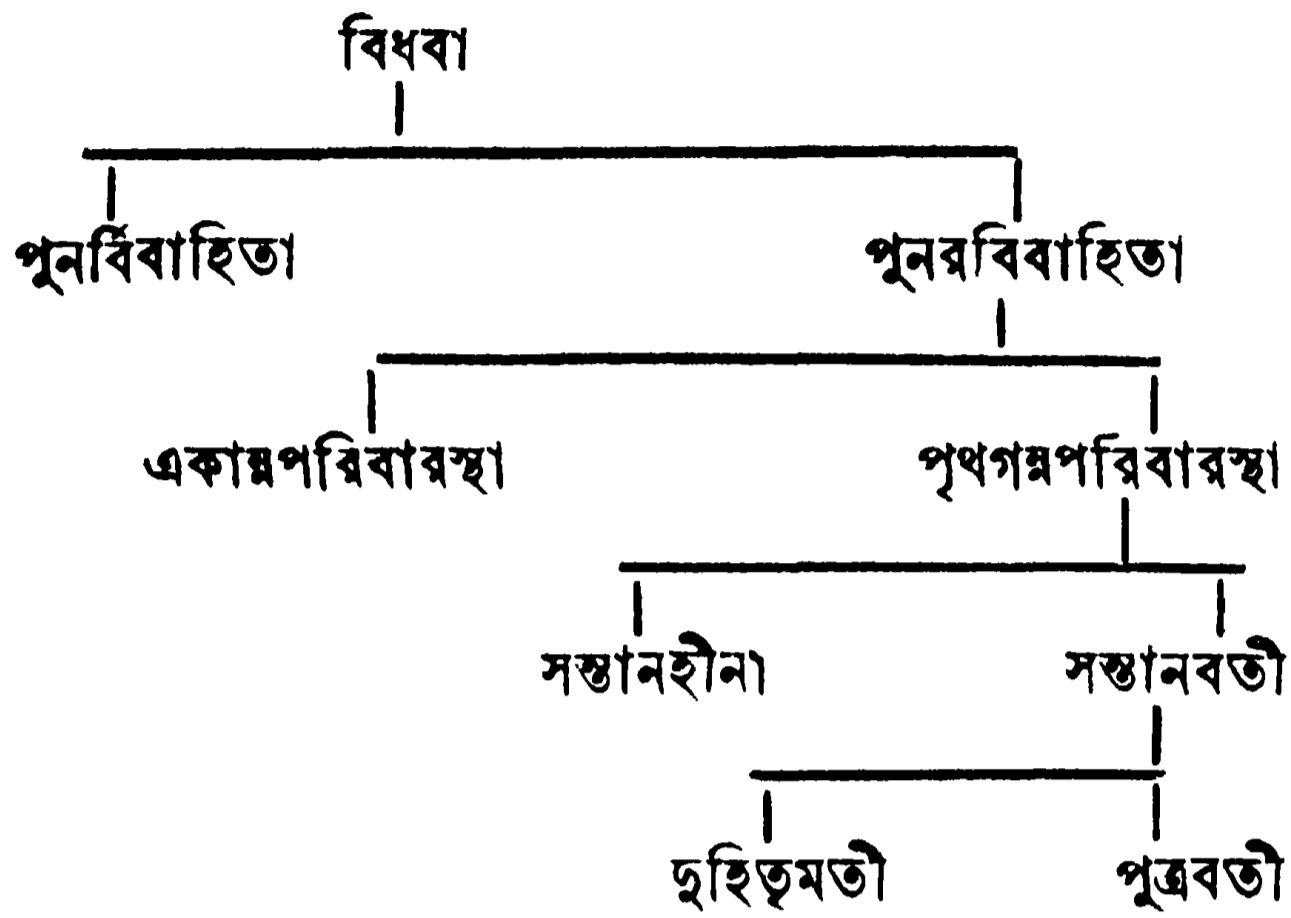 বিধবা
পুনর্বিবাহিতা পুনরবিবাহিতা
একান্নপরিবারস্থা পৃথগন্নপরিবারস্থা
সন্তানহীনা সন্তানবতী
দুহিতৃমতী পুত্রবতী